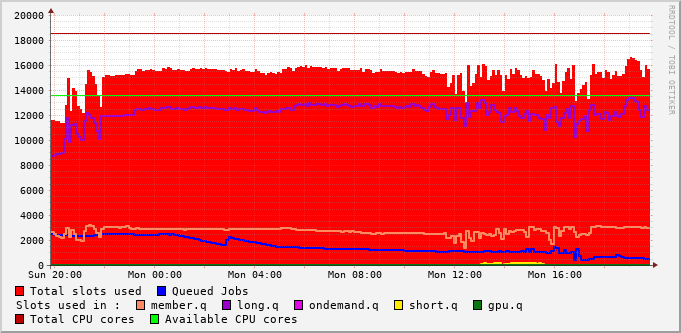 20000
18000
16000
14000
12000
10000
8000
6000
4000
2000
0
Sun 20:00 Mon 00:00 Mon 04:00 Mon 08:00 Mon 12:00 Mon 16:00
RRDTOOL / TOBI OETIKER
Total slots used Queued Jobs
Slots used in : member.q long.q ondemand.q short.q gpu.q
Total CPU cores Available CPU cores